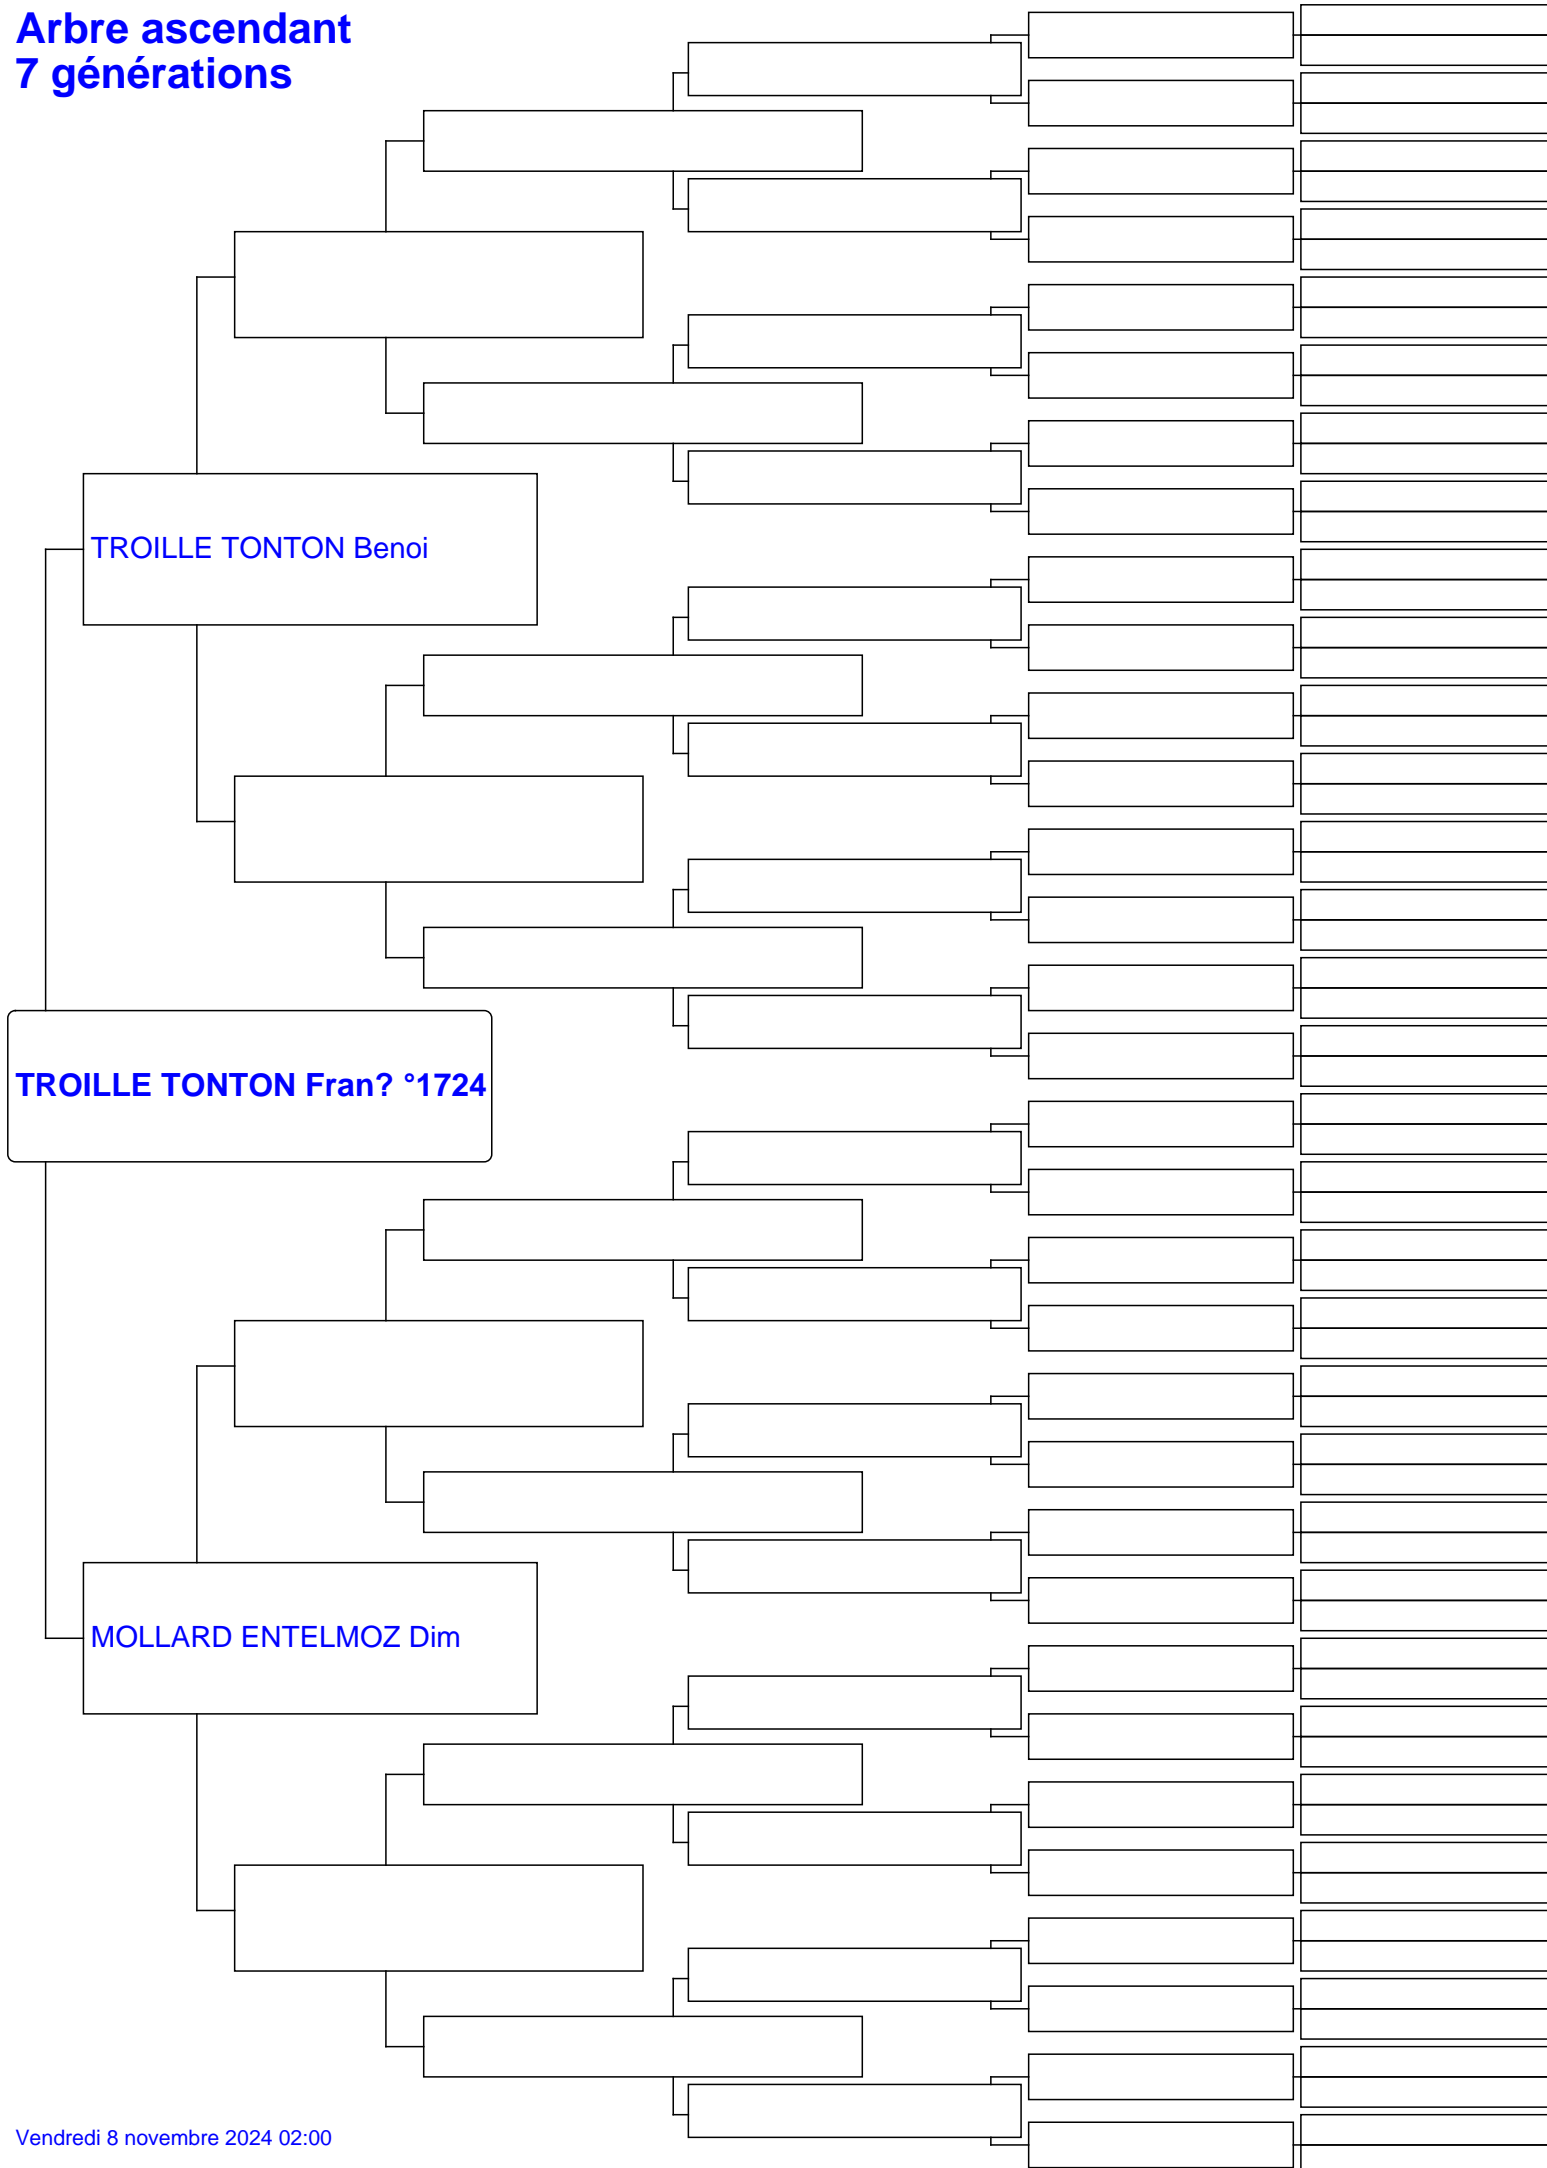 Arbre ascendant
7 générations
TROILLE TONTON Benoi
TROILLE TONTON Fran? °1724
MOLLARD ENTELMOZ Dim
Vendredi 8 novembre 2024 02:00